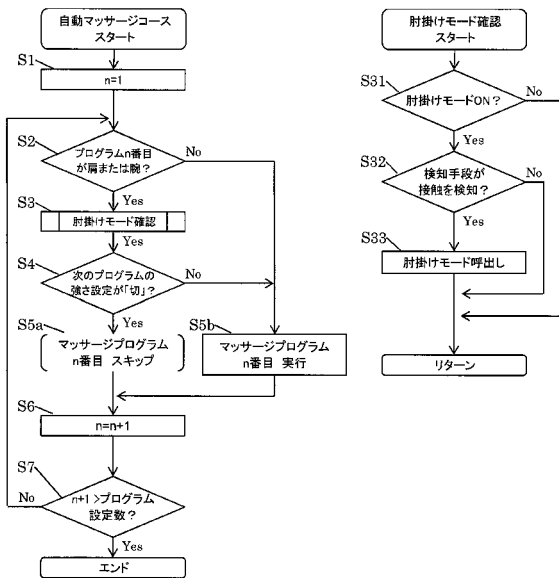 自動マッサージコース
スタート
S1
n=1
S2
プログラムn番目
が肩または腕？
No
Yes
S3
肘掛けモード確認
Yes
S4
次のプログラムの
強さ設定が「切」？
No
Yes
S5a
マッサージプログラム
n番目 スキップ
S5b
マッサージプログラム
n番目 実行
S6
n=n+1
S7
n+1＞プログラム
設定数？
No
Yes
エンド
肘掛けモード確認
スタート
S31
肘掛けモードON？
No
Yes
S32
検知手段が
接触を検知？
No
Yes
S33
肘掛けモード呼出し
リターン